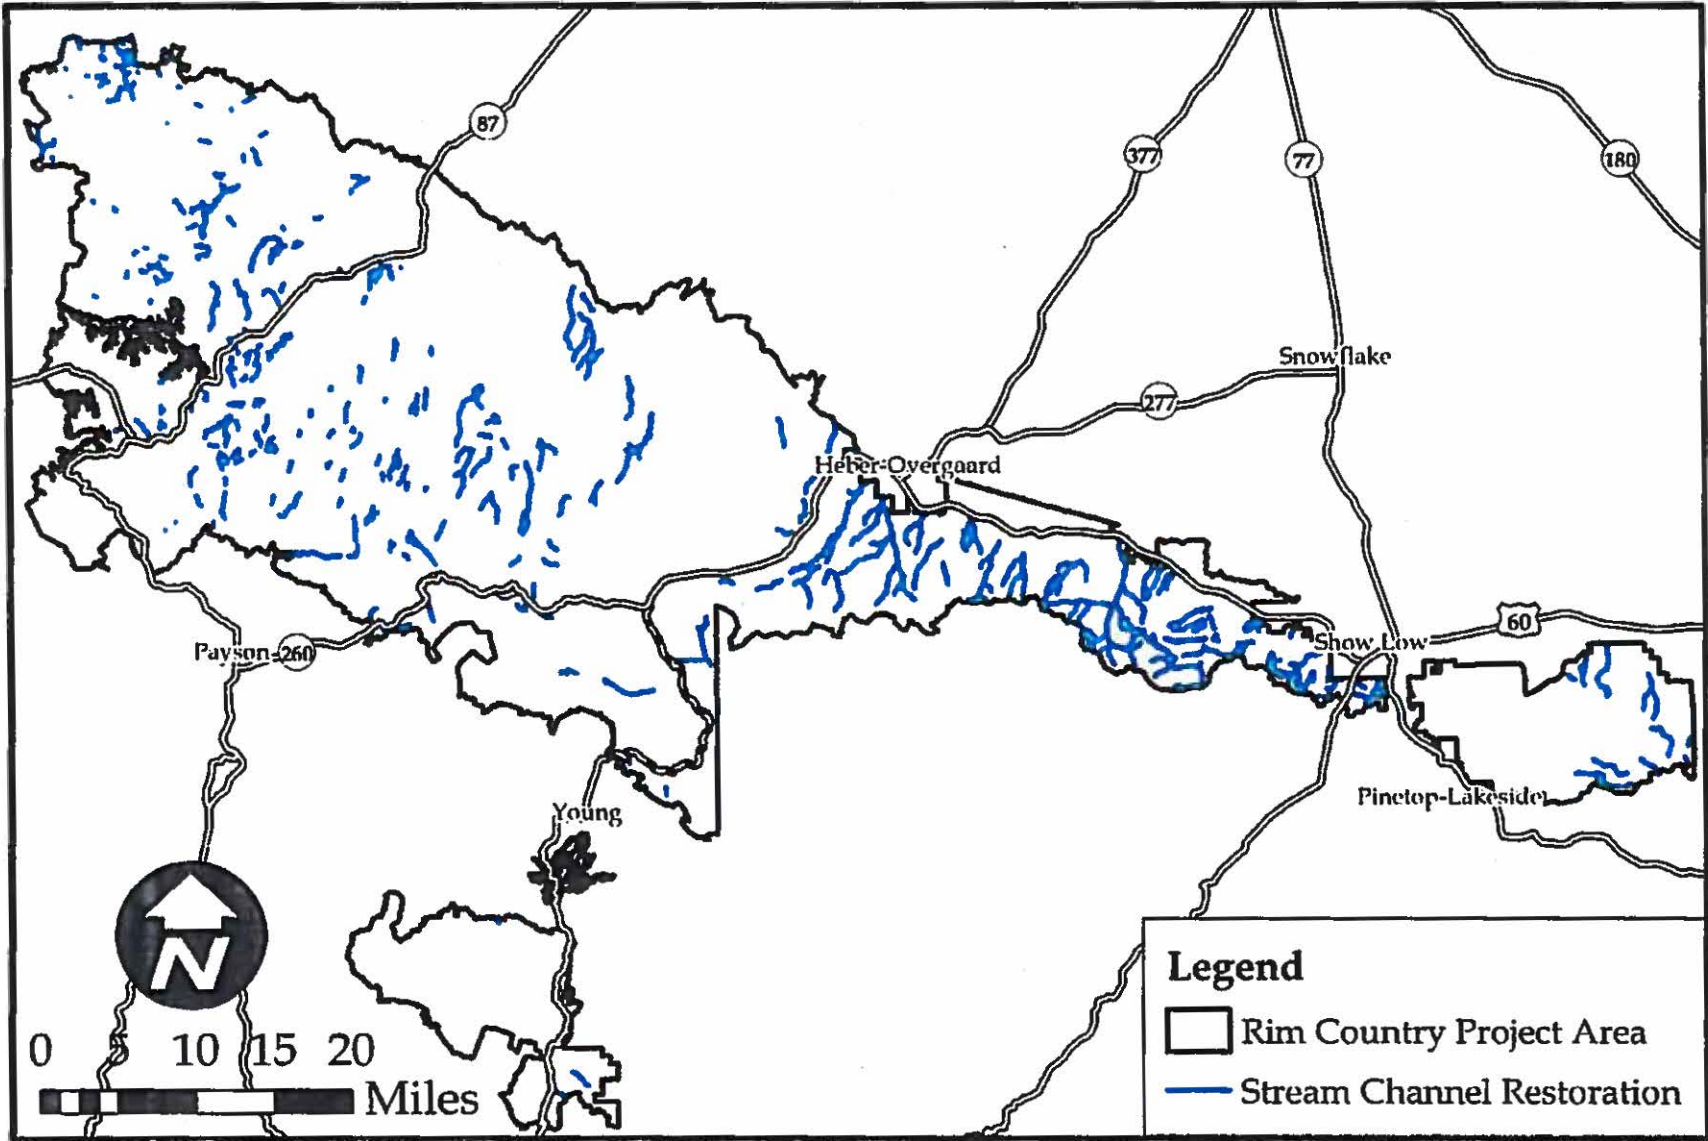 87
377
77
180
Snowflake
277
Heber-Overgaard
60
Show Low
Payson
260
Pinetop-Lakeside
Young
N
0 5 10 15 20
Miles
Legend
Rim Country Project Area
Stream Channel Restoration